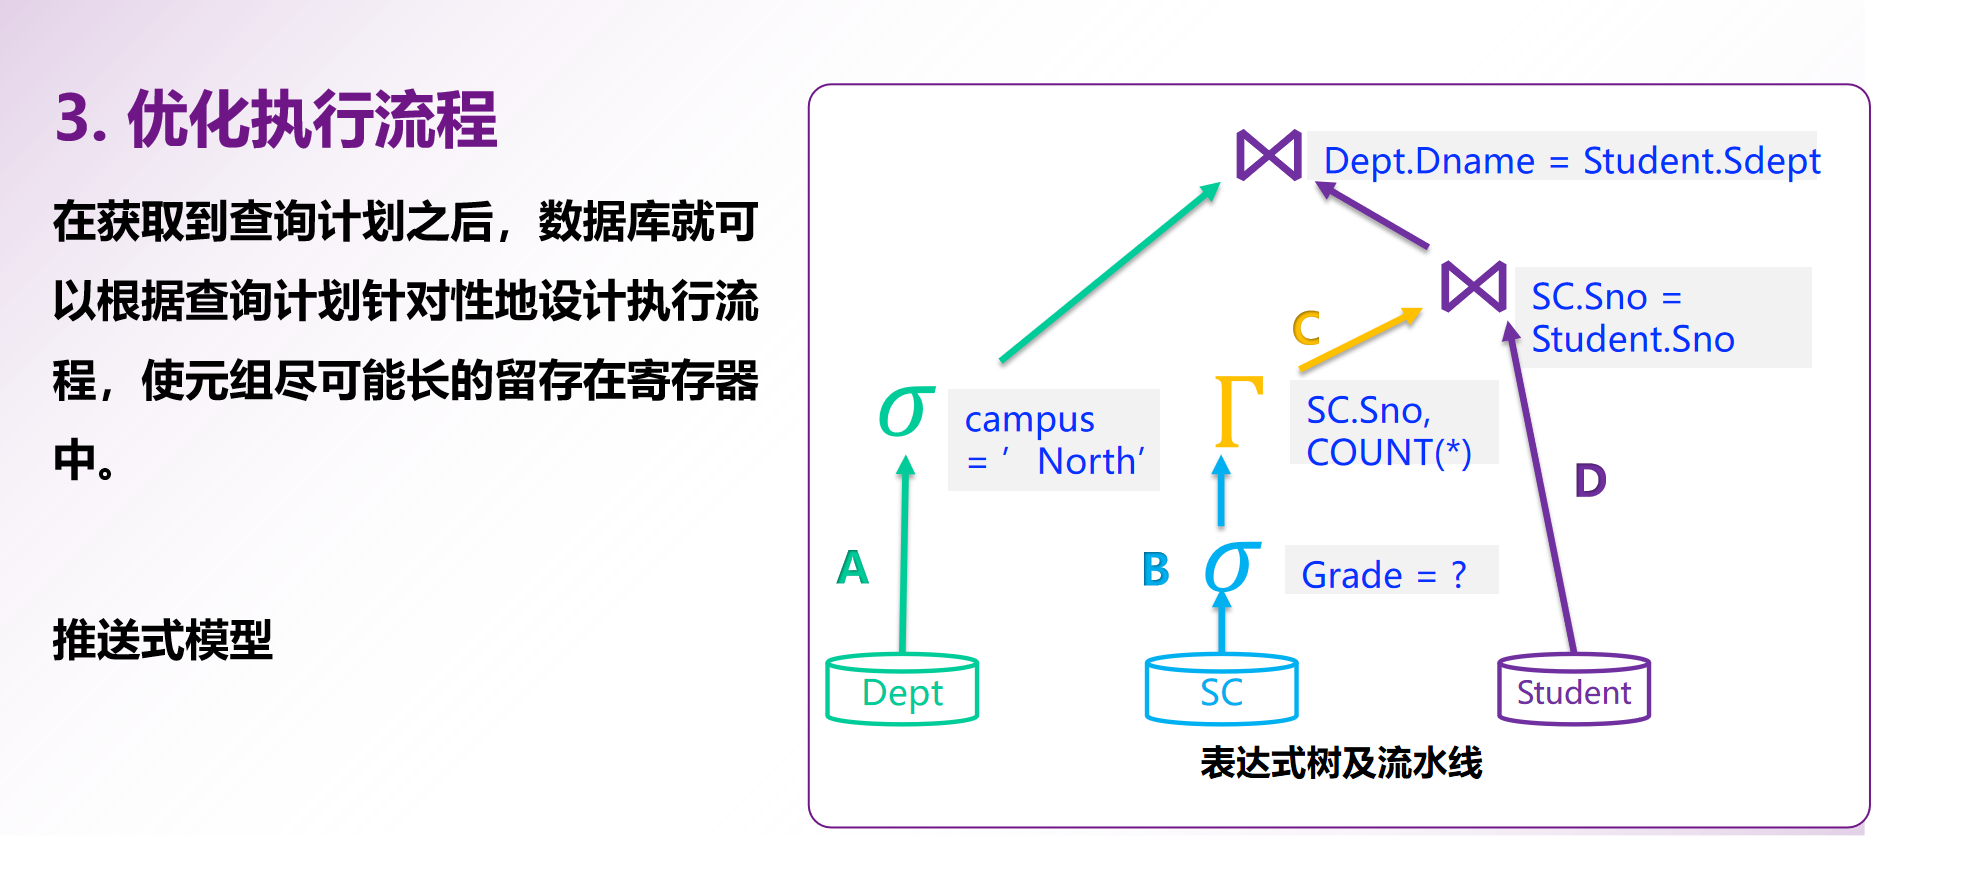 3. 优化执行流程
在获取到查询计划之后，数据库就可
以根据查询计划针对性地设计执行流
程，使元组尽可能长的留存在寄存器
中。
推送式模型
⋈ Dept.Dname = Student.Sdept
⋈ SC.Sno =
Student.Sno
C
σ campus
= ’ North’
Γ SC.Sno,
COUNT(*)
D
A
B
σ Grade = ?
Dept
SC
Student
表达式树及流水线